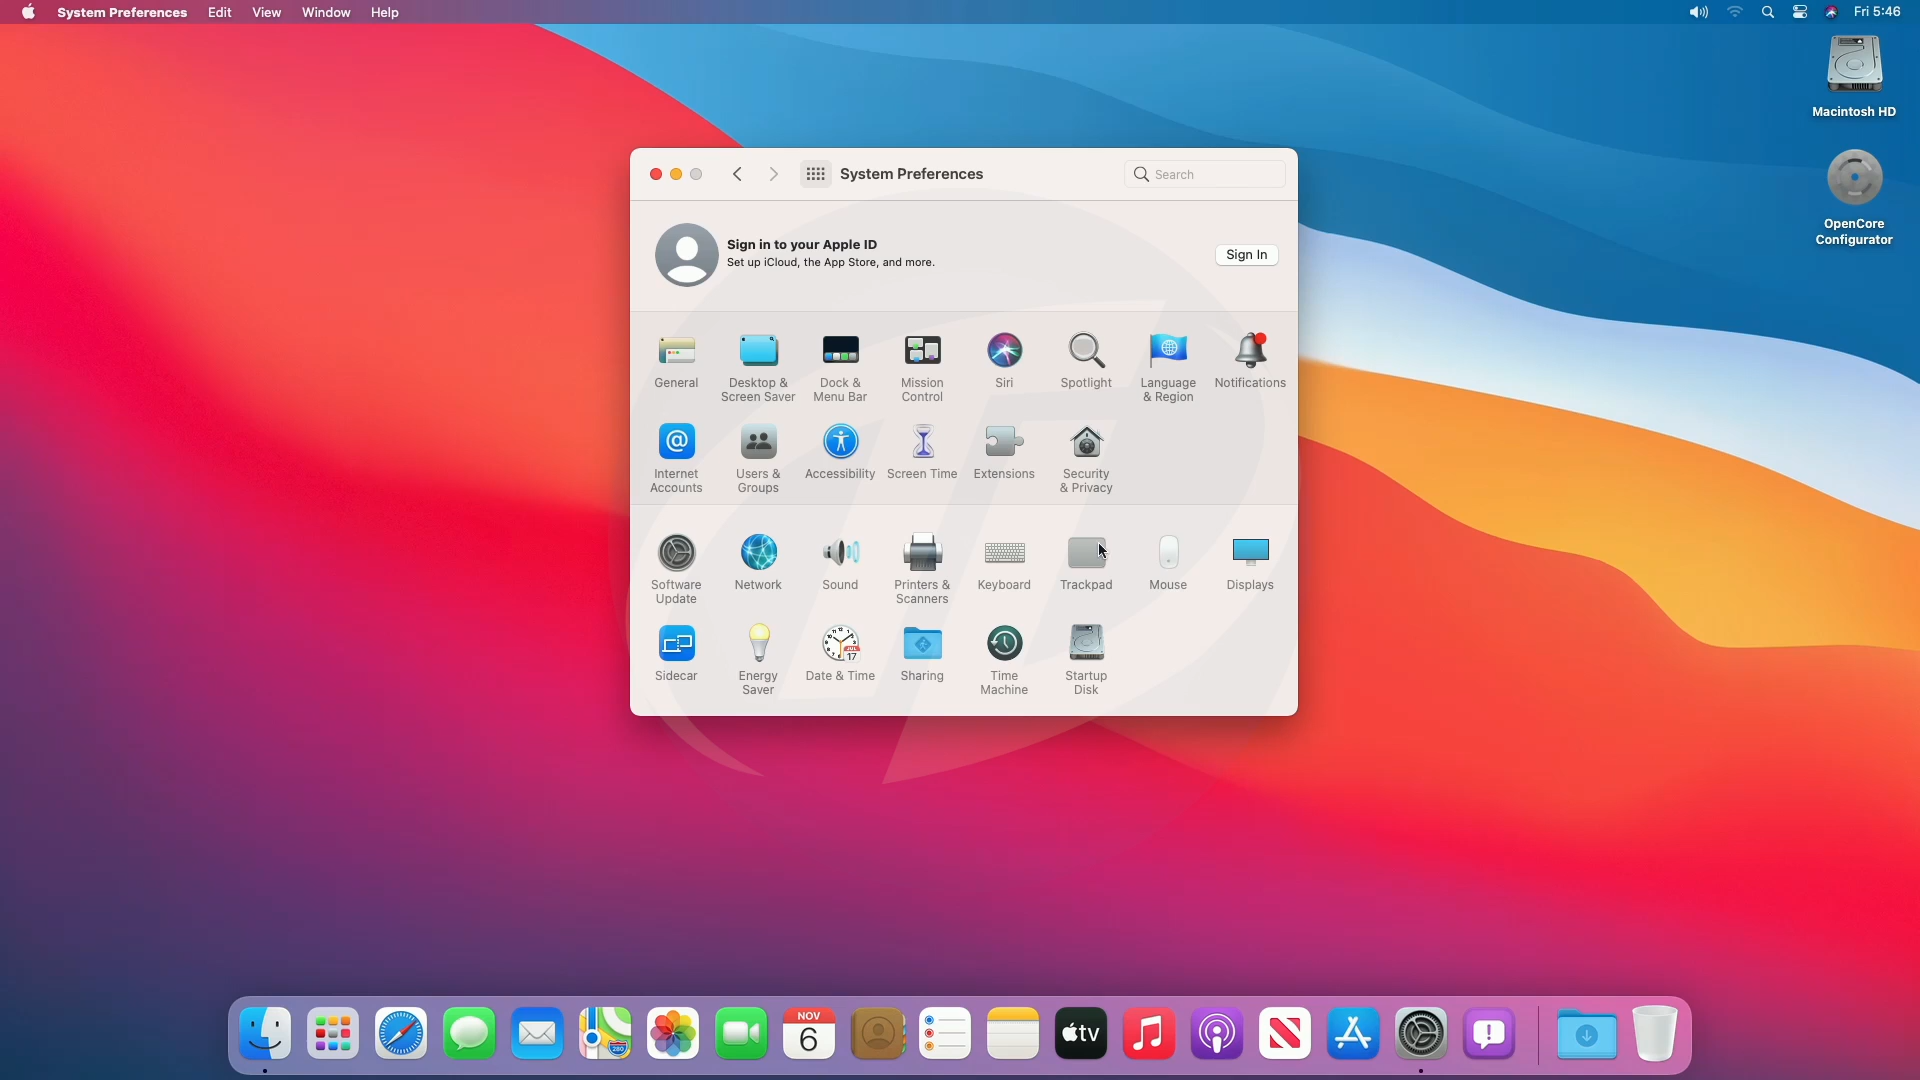 System Preferences Edit View Window Help
Fri 5:46
Macintosh HD
OpenCore
Configurator
System Preferences
Search
Sign in to your Apple ID
Set up iCloud, the App Store, and more.
Sign In
General
Desktop &
Screen Saver
Dock &
Menu Bar
Mission
Control
Siri
Spotlight
Language
& Region
Notifications
Internet
Accounts
Users &
Groups
Accessibility
Screen Time
Extensions
Security
& Privacy
Software
Update
Network
Sound
Printers &
Scanners
Keyboard
Trackpad
Mouse
Displays
Sidecar
Energy
Saver
JUL
17
Date & Time
Sharing
Time
Machine
Startup
Disk
280
NOV
6
tv